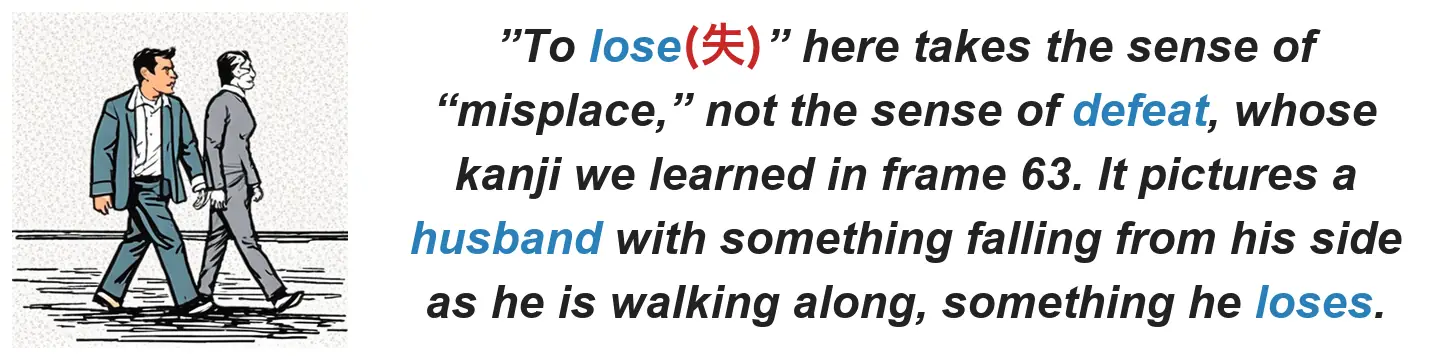 ”To lose(失)” here takes the sense of
“misplace,” not the sense of defeat, whose
kanji we learned in frame 63. It pictures a
husband with something falling from his side
as he is walking along, something he loses.